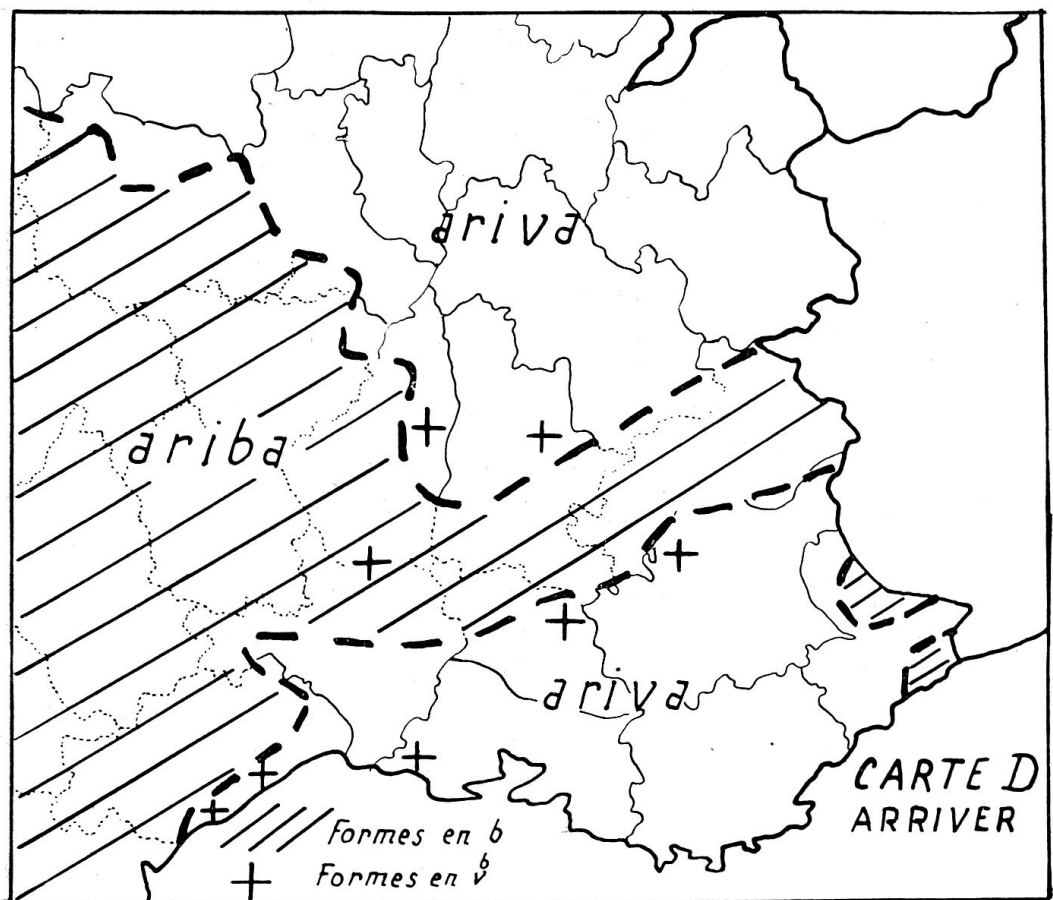 ariva
ariba
ariva
CARTE D
ARRIVER
Formes en b
Formes en b/v